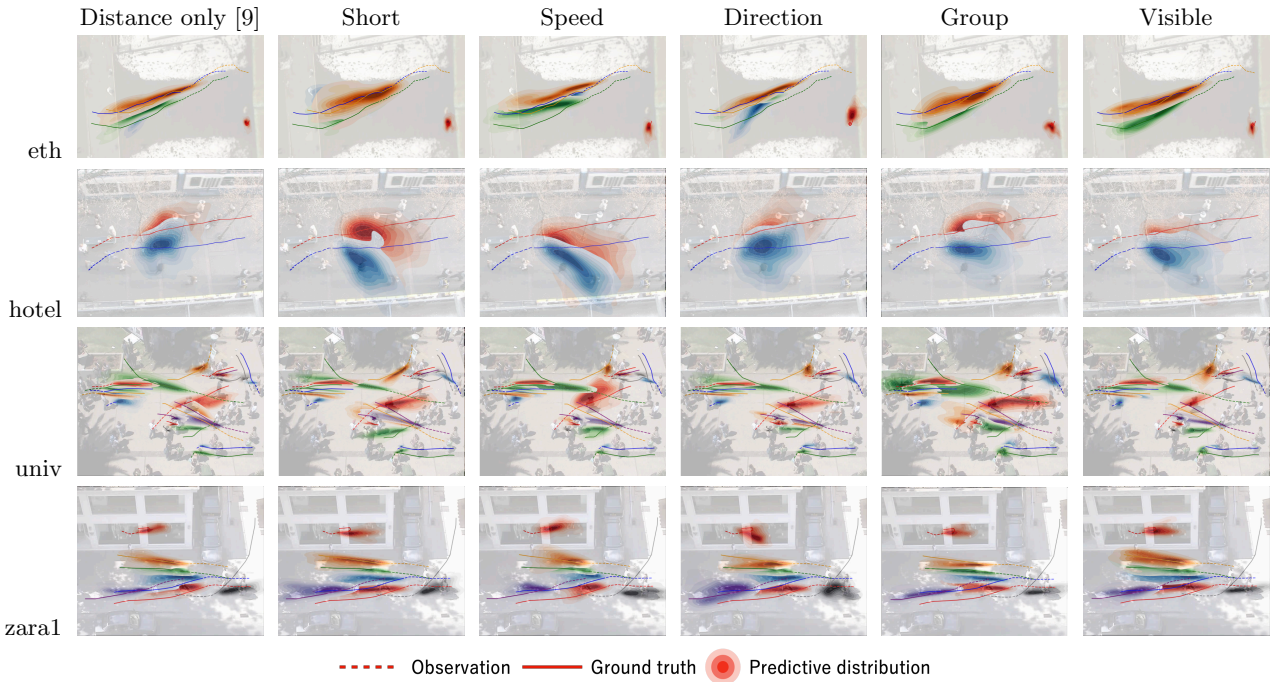 Distance only [9] Short Speed Direction Group Visible
eth
hotel
univ
zara1
Observation Ground truth Predictive distribution